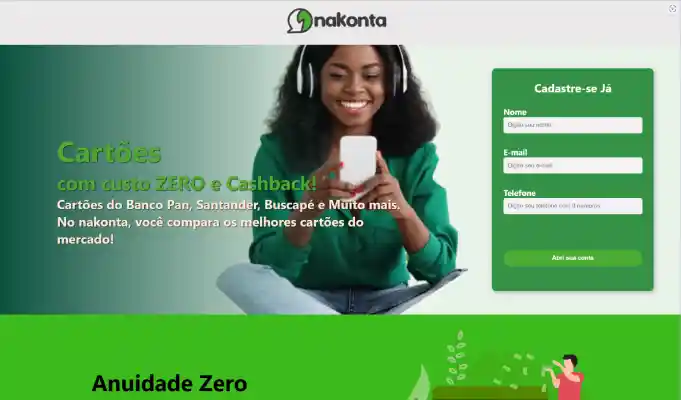 nakonta
Cartões
com custo ZERO e Cashback!
Cartões do Banco Pan, Santander, Buscapé e Muito mais.
No nakonta, você compara os melhores cartões do
mercado!
Cadastre-se Já
Nome
Digite seu nome
E-mail
Digite seu e-mail
Telefone
Digite seu telefone com 9 números
Abri sua conta
Anuidade Zero